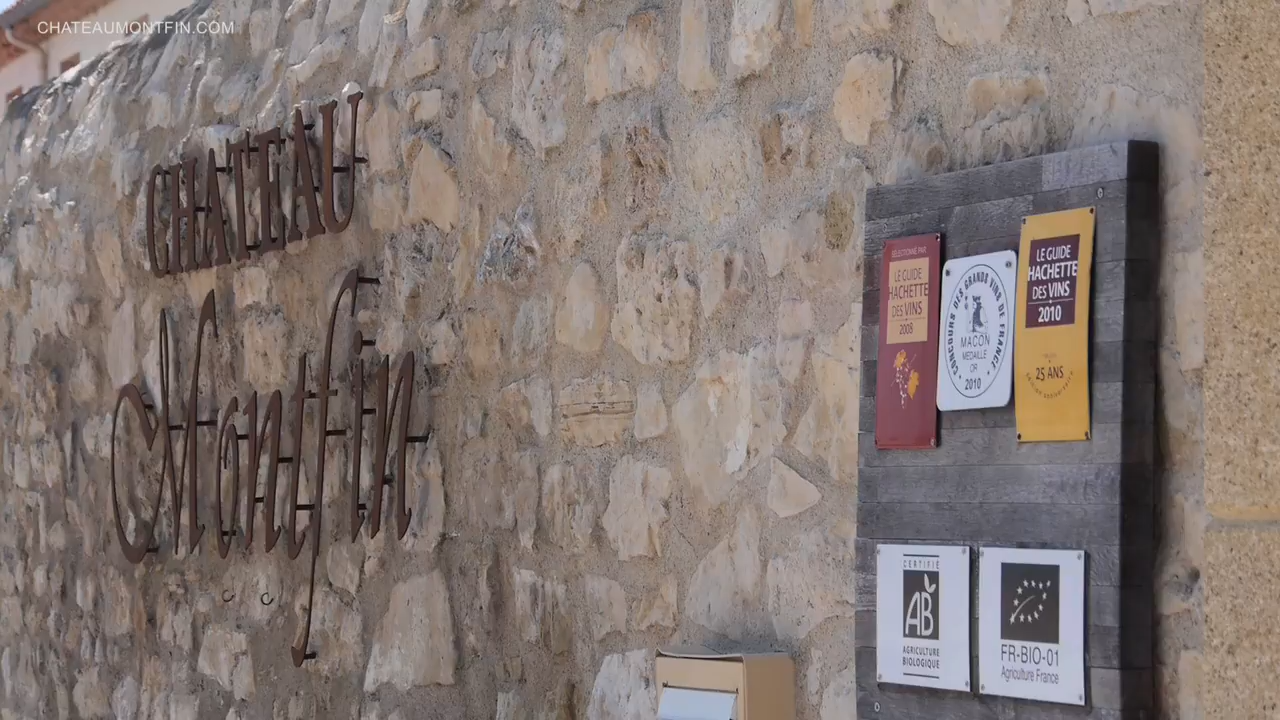 CHATEAUMONTFIN.COM
CHATEAU
Montfin
SÉLECTIONNÉ PAR
LE GUIDE
HACHETTE
DES VINS
2008
CONCOURS DES GRANDS VINS DE FRANCE
MACON
MEDAILLE
OR
2010
LE GUIDE
HACHETTE
DES VINS
2010
25 ANS
CERTIFIÉ
AB
AGRICULTURE
BIOLOGIQUE
FR-BIO-01
Agriculture France